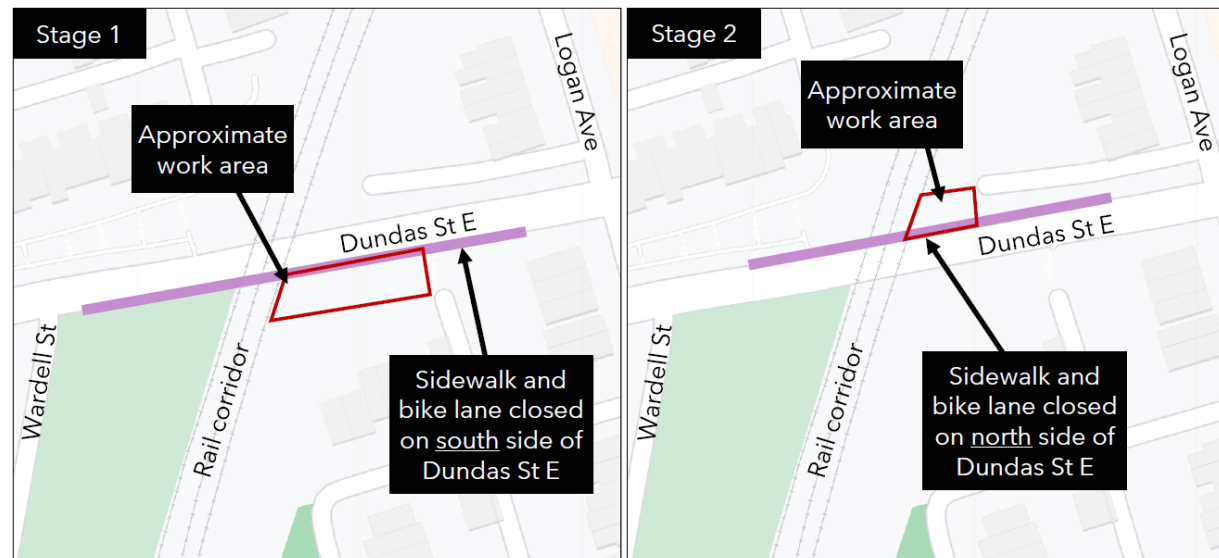 Stage 1
Logan Ave
Approximate
work area
Dundas St E
Wardell St
Rail corridor
Sidewalk and
bike lane closed
on south side of
Dundas St E
Stage 2
Logan Ave
Approximate
work area
Dundas St E
Wardell St
Rail corridor
Sidewalk and
bike lane closed
on north side of
Dundas St E